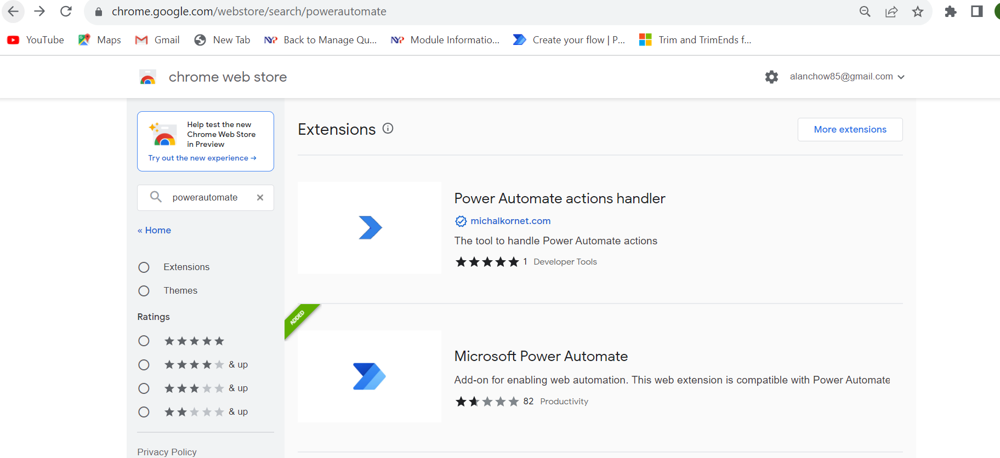 chrome.google.com/webstore/search/powerautomate
YouTube Maps Gmail New Tab Back to Manage Qu... Module Informatio... Create your flow | P... Trim and TrimEnds f...
chrome web store
alanchow85@gmail.com
Help test the new
Chrome Web Store
in Preview
Try out the new experience →
powerautomate
« Home
Extensions
Themes
Ratings
& up
& up
& up
Privacy Policy
Extensions
More extensions
Power Automate actions handler
michalkornet.com
The tool to handle Power Automate actions
1 Developer Tools
ADDED
Microsoft Power Automate
Add-on for enabling web automation. This web extension is compatible with Power Automate
82 Productivity